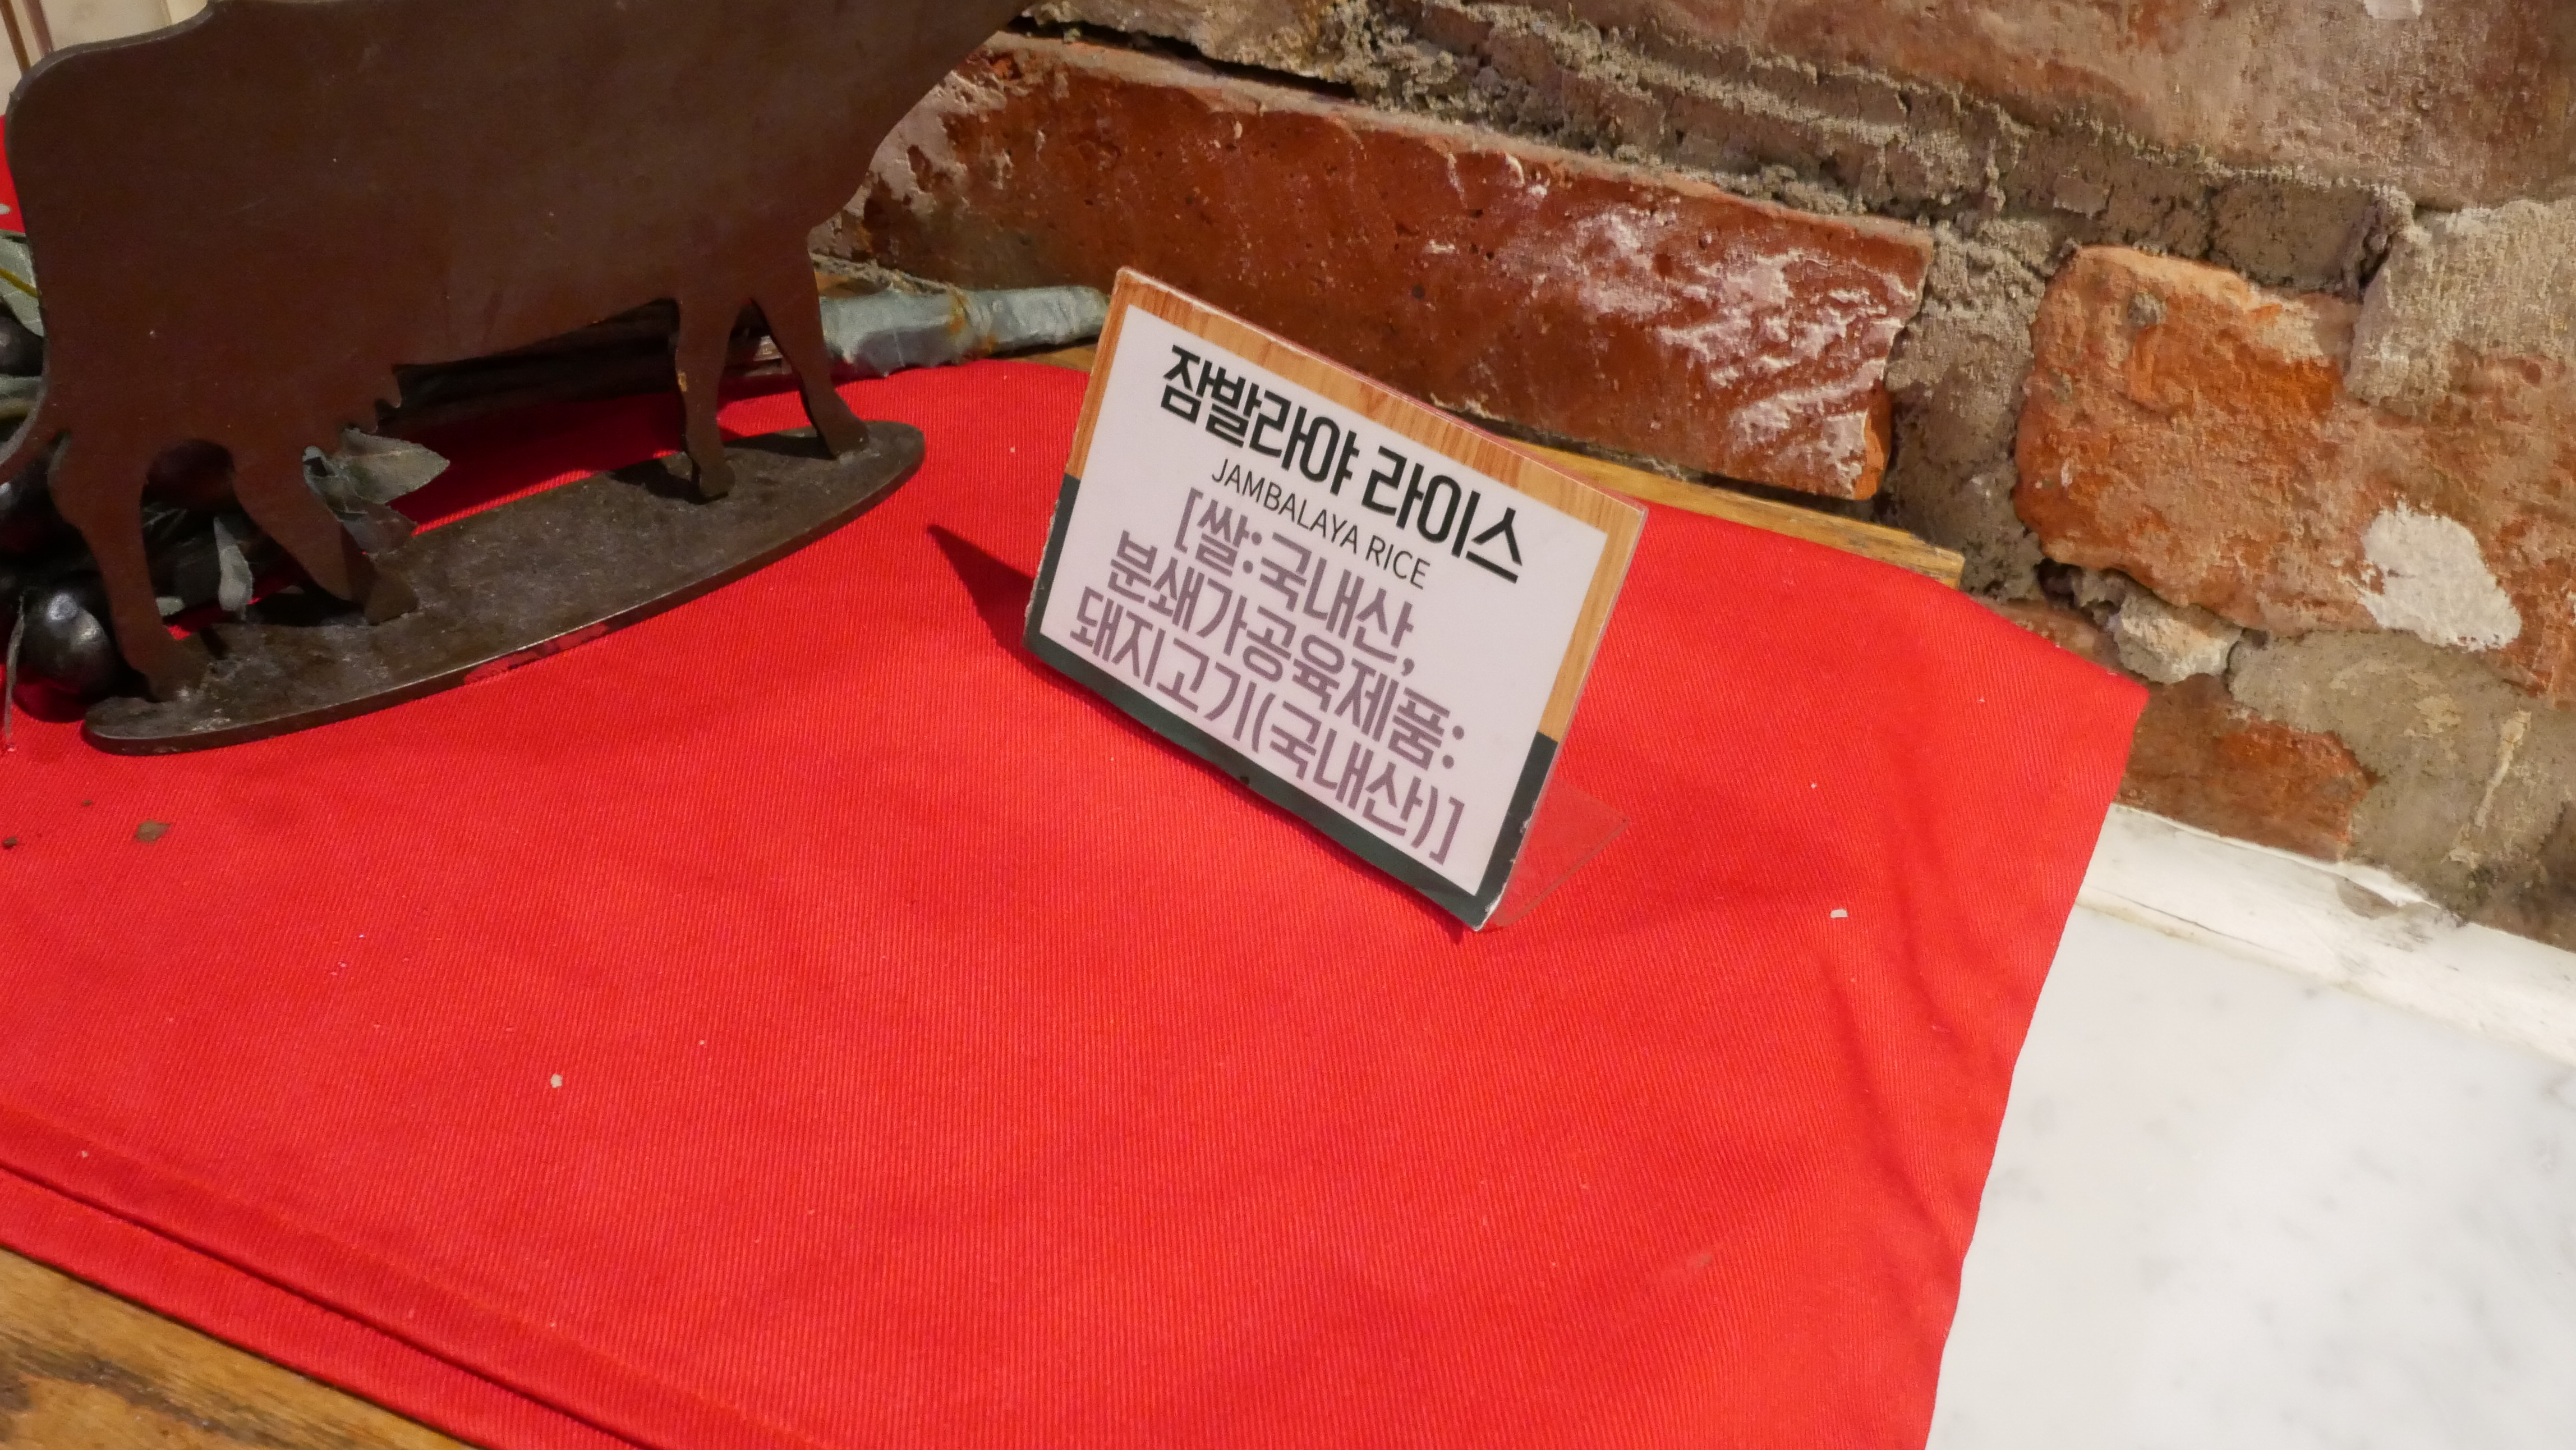 잠발라야 라이스
JAMBALAYA RICE
[쌀:국내산,
분쇄가공육제품:
돼지고기(국내산)]